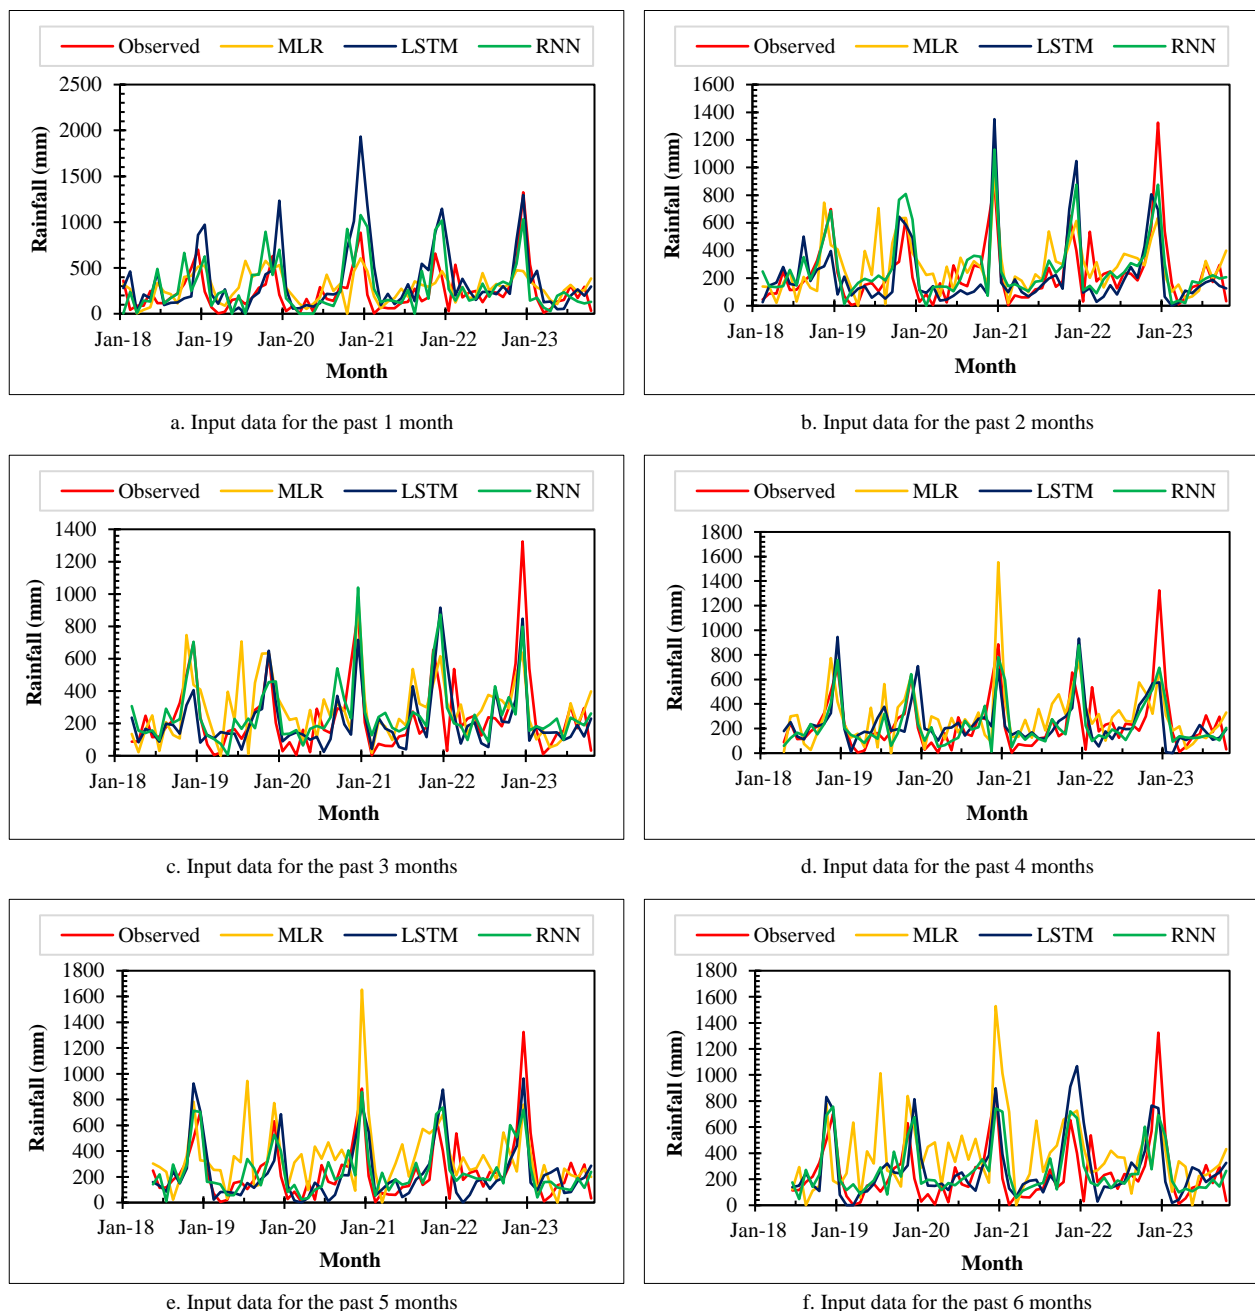 Observed MLR LSTM RNN
2500
2000
1500
1000
500
0
Rainfall (mm)
Jan-18 Jan-19 Jan-20 Jan-21 Jan-22 Jan-23
Month
a. Input data for the past 1 month
Observed MLR LSTM RNN
1600
1400
1200
1000
800
600
400
200
0
Rainfall (mm)
Jan-18 Jan-19 Jan-20 Jan-21 Jan-22 Jan-23
Month
b. Input data for the past 2 months
Observed MLR LSTM RNN
1400
1200
1000
800
600
400
200
0
Rainfall (mm)
Jan-18 Jan-19 Jan-20 Jan-21 Jan-22 Jan-23
Month
c. Input data for the past 3 months
Observed MLR LSTM RNN
1800
1600
1400
1200
1000
800
600
400
200
0
Rainfall (mm)
Jan-18 Jan-19 Jan-20 Jan-21 Jan-22 Jan-23
Month
d. Input data for the past 4 months
Observed MLR LSTM RNN
1800
1600
1400
1200
1000
800
600
400
200
0
Rainfall (mm)
Jan-18 Jan-19 Jan-20 Jan-21 Jan-22 Jan-23
Month
e. Input data for the past 5 months
Observed MLR LSTM RNN
1800
1600
1400
1200
1000
800
600
400
200
0
Rainfall (mm)
Jan-18 Jan-19 Jan-20 Jan-21 Jan-22 Jan-23
Month
f. Input data for the past 6 months